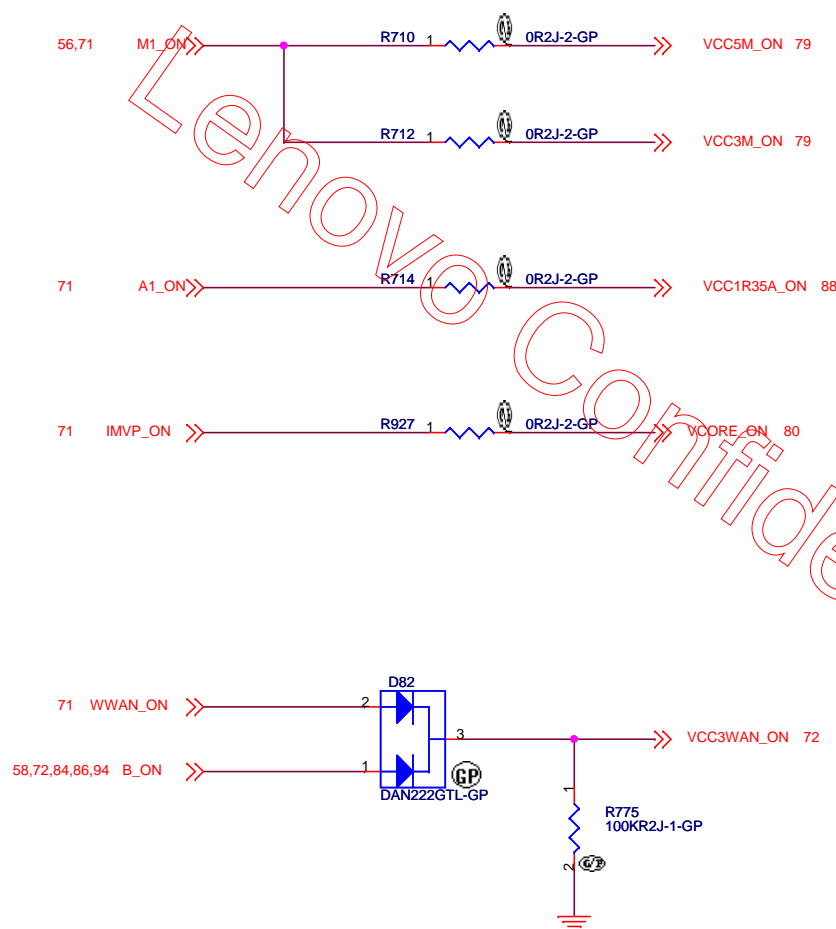 56,71 M1_ON R710 1 0R2J-2-GP VCC5M_ON 79
R712 1 0R2J-2-GP VCC3M_ON 79
71 A1_ON R714 1 0R2J-2-GP VCC1R35A_ON 88
71 IMVP_ON R927 1 0R2J-2-GP VCORE_ON 80
Lenovo Confide
D82
71 WWAN_ON 2
3 VCC3WAN_ON 72
58,72,84,86,94 B_ON 1
GP
DAN222GTL-GP
1
R775
100KR2J-1-GP
2 G/P